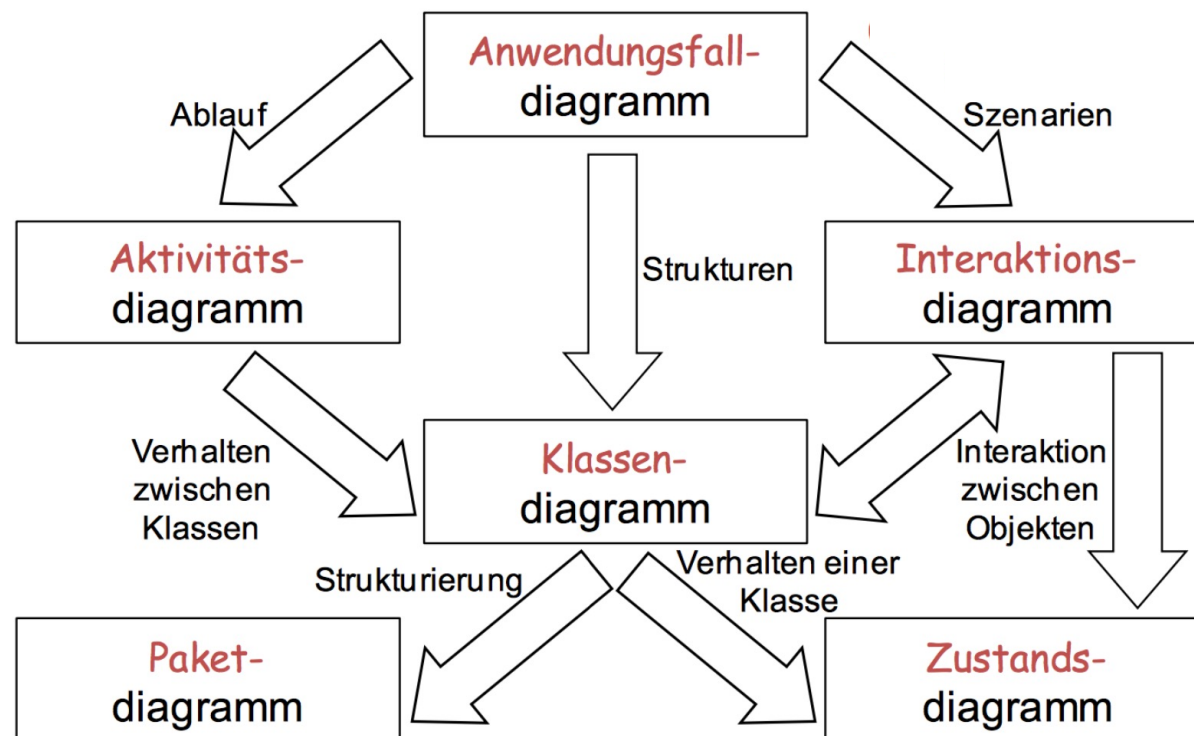 Anwendungsfall-
diagramm
Ablauf
Szenarien
Aktivitäts-
diagramm
Strukturen
Interaktions-
diagramm
Verhalten
zwischen
Klassen
Klassen-
diagramm
Interaktion
zwischen
Objekten
Strukturierung
Verhalten einer
Klasse
Paket-
diagramm
Zustands-
diagramm